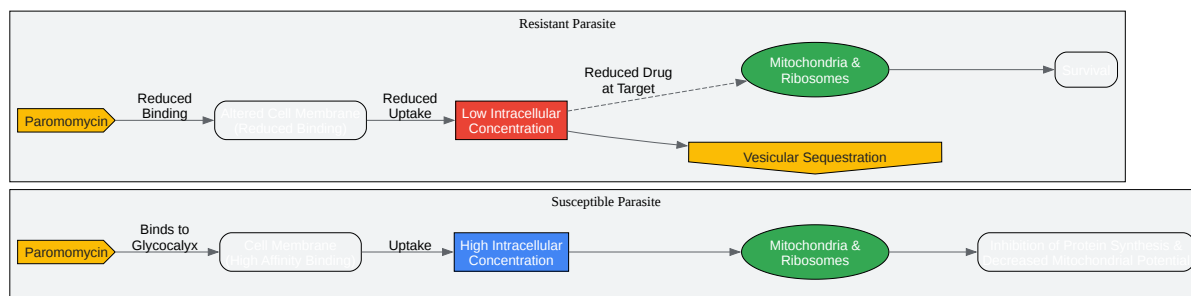 Resistant Parasite
Paromomycin
Reduced
Binding
Altered Cell Membrane
(Reduced Binding)
Reduced
Uptake
Low Intracellular
Concentration
Reduced Drug
at Target
Mitochondria &
Ribosomes
Survival
Vesicular Sequestration
Susceptible Parasite
Paromomycin
Binds to
Glycocalyx
Cell Membrane
(High Affinity Binding)
Uptake
High Intracellular
Concentration
Mitochondria &
Ribosomes
Inhibition of Protein Synthesis &
Decreased Mitochondrial Potential